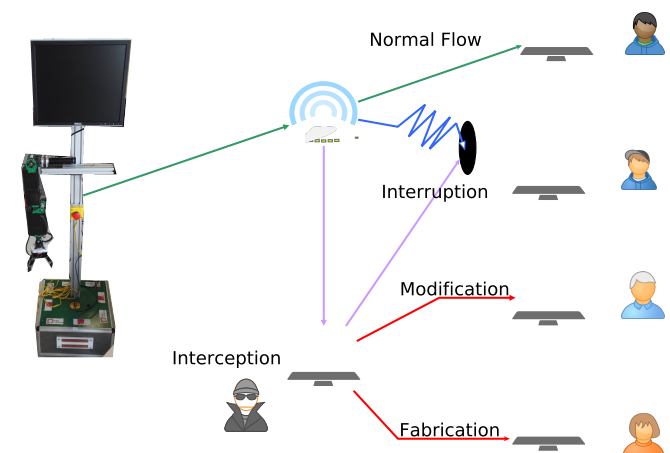 Normal Flow
Interruption
Modification
Interception
Fabrication